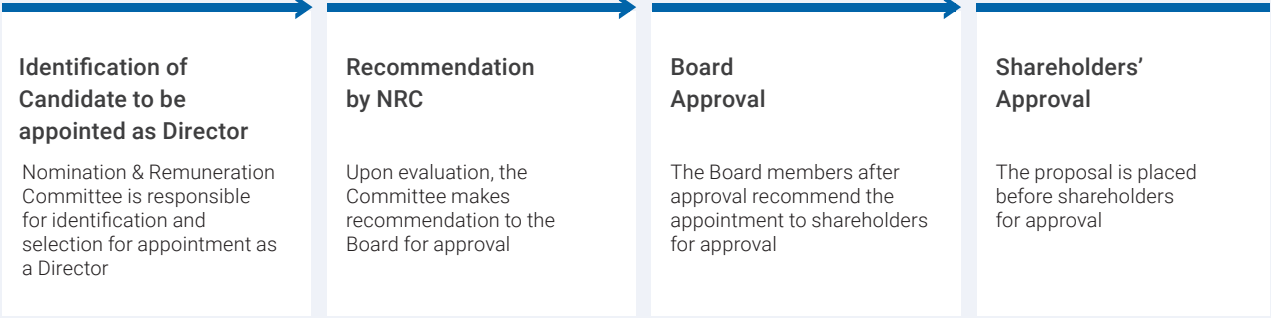 Identification of
Candidate to be
appointed as Director
Nomination & Remuneration
Committee is responsible
for identification and
selection for appointment as
a Director
Recommendation
by NRC
Upon evaluation, the
Committee makes
recommendation to the
Board for approval
Board
Approval
The Board members after
approval recommend the
appointment to shareholders
for approval
Shareholders’
Approval
The proposal is placed
before shareholders
for approval